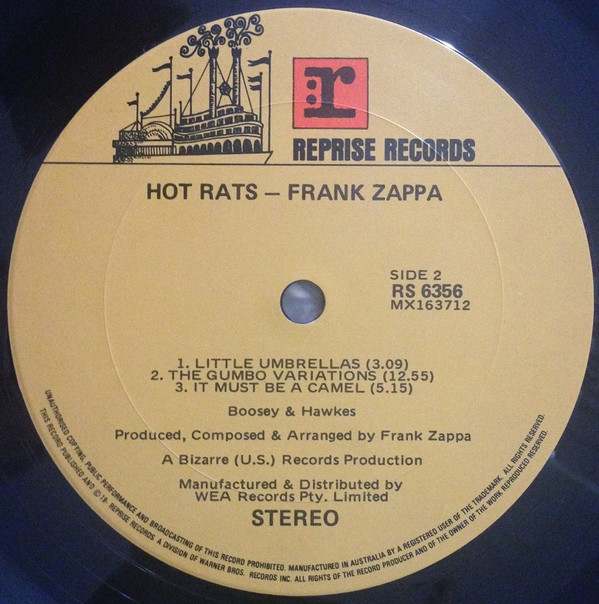 :r
REPRISE RECORDS
HOT RATS — FRANK ZAPPA
SIDE 2
RS 6356
MX163712
1. LITTLE UMBRELLAS (3.09)
2. THE GUMBO VARIATIONS (12.55)
3. IT MUST BE A CAMEL (5.15)
Boosey & Hawkes
Produced, Composed & Arranged by Frank Zappa
A Bizarre (U.S.) Records Production
Manufactured & Distributed by
WEA Records Pty. Limited
STEREO
UNAUTHORISED COPYING, PUBLIC PERFORMANCE AND BROADCASTING OF THIS RECORD PROHIBITED. MANUFACTURED IN AUSTRALIA BY A REGISTERED USER OF THE TRADEMARK. ALL RIGHTS RESERVED.
THIS RECORD PUBLISHED AND © 19 REPRISE RECORDS. A DIVISION OF WARNER BROS. RECORDS INC. ALL RIGHTS OF THE RECORD PRODUCER AND OF THE OWNER OF THE WORK REPRODUCED RESERVED.